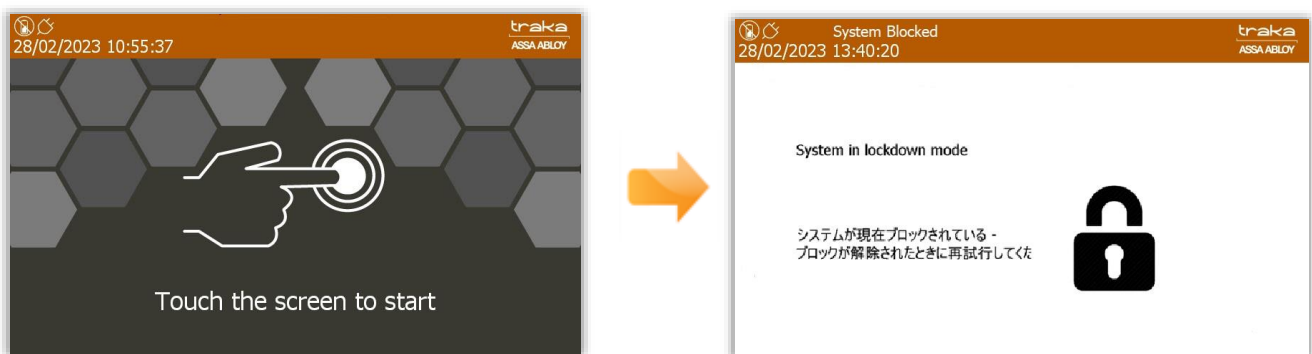 28/02/2023 10:55:37
traka
ASSA ABLOY
Touch the screen to start
System Blocked
28/02/2023 13:40:20
traka
ASSA ABLOY
System in lockdown mode
システムが現在ブロックされている -
ブロックが解除されたときに再試行してくた